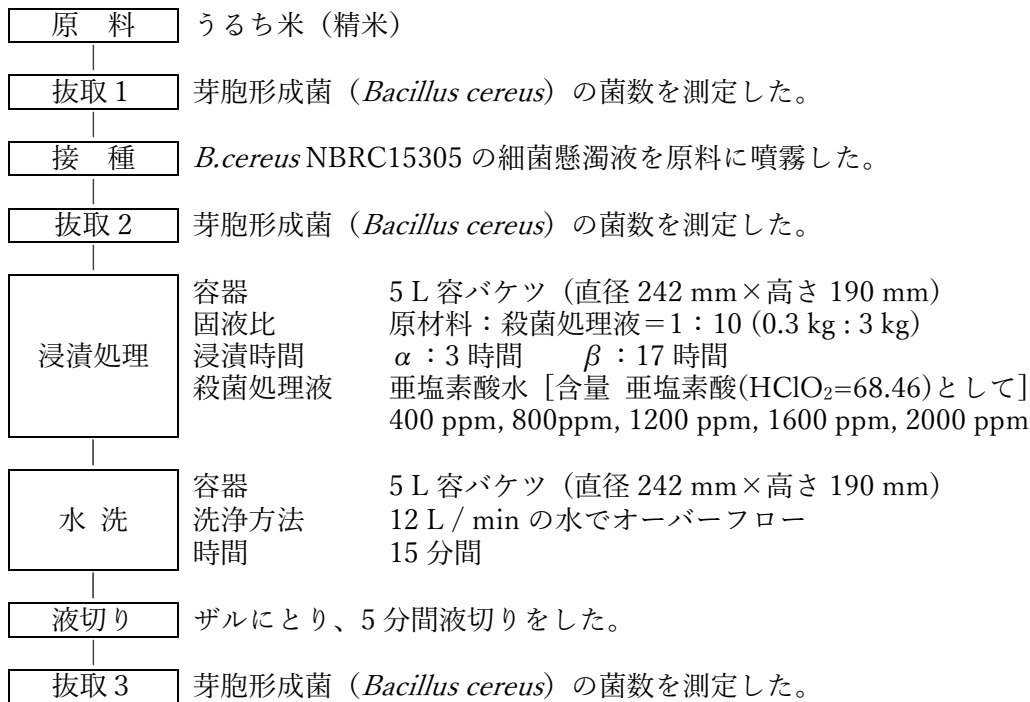 原　料　うるち米（精米）
抜取１　芽胞形成菌（Bacillus cereus）の菌数を測定した。
接　種　B.cereus NBRC15305 の細菌懸濁液を原料に噴霧した。
抜取２　芽胞形成菌（Bacillus cereus）の菌数を測定した。
容器　5 L 容バケツ（直径 242 mm×高さ 190 mm）
固液比　原材料：殺菌処理液＝1：10 (0.3 kg : 3 kg)
浸漬処理　浸漬時間　α：3 時間　β：17 時間
殺菌処理液　亜塩素酸水［含量 亜塩素酸(HClO₂=68.46)として］
400 ppm, 800ppm, 1200 ppm, 1600 ppm, 2000 ppm
容器　5 L 容バケツ（直径 242 mm×高さ 190 mm）
水 洗　洗浄方法　12 L / min の水でオーバーフロー
時間　15 分間
液切り　ザルにとり、5 分間液切りをした。
抜取３　芽胞形成菌（Bacillus cereus）の菌数を測定した。